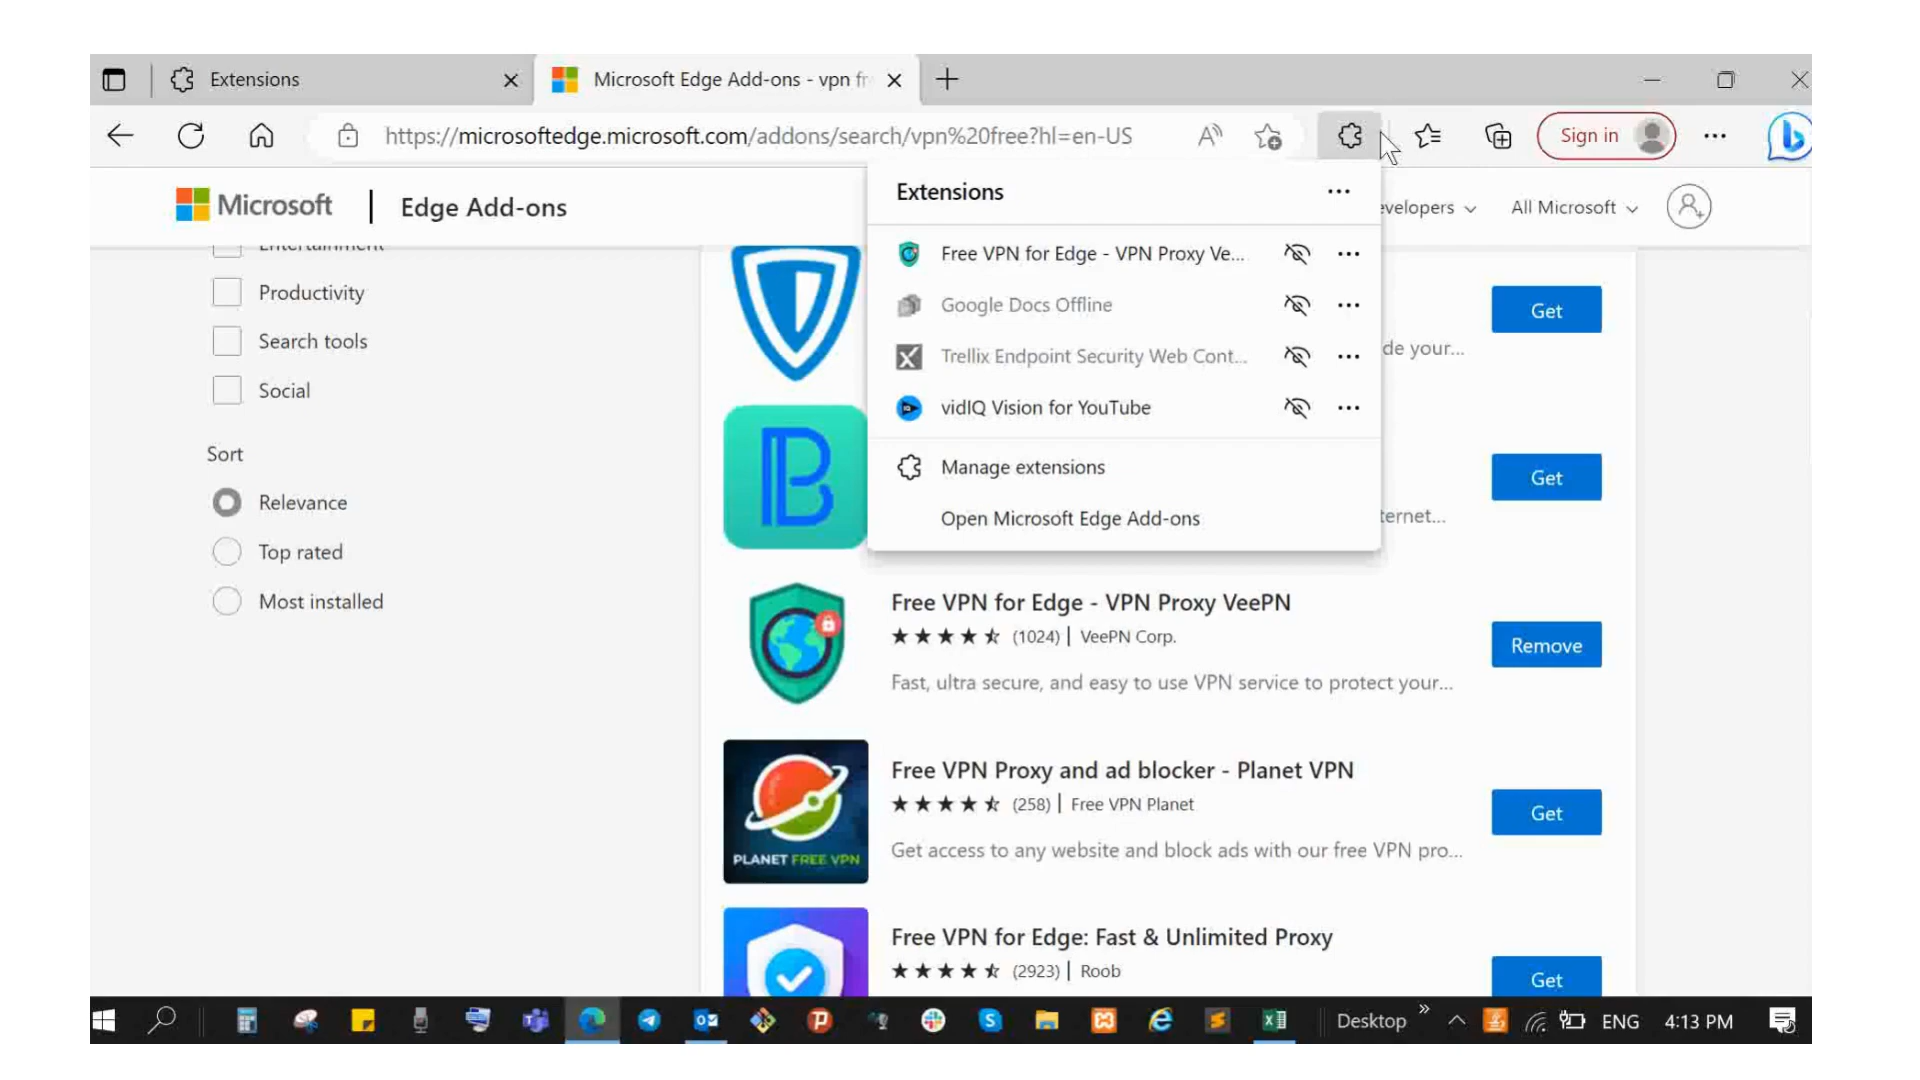 Extensions
Microsoft Edge Add-ons - vpn fr
https://microsoftedge.microsoft.com/addons/search/vpn%20free?hl=en-US
Sign in
Microsoft | Edge Add-ons
evelopers
All Microsoft
Entertainment
Productivity
Search tools
Social
Sort
Relevance
Top rated
Most installed
Extensions
Free VPN for Edge - VPN Proxy Ve...
Google Docs Offline
Trellix Endpoint Security Web Cont...
vidIQ Vision for YouTube
Manage extensions
Open Microsoft Edge Add-ons
Get
de your...
Get
ternet...
Free VPN for Edge - VPN Proxy VeePN
(1024) | VeePN Corp.
Fast, ultra secure, and easy to use VPN service to protect your...
Remove
PLANET FREE VPN
Free VPN Proxy and ad blocker - Planet VPN
(258) | Free VPN Planet
Get access to any website and block ads with our free VPN pro...
Get
Free VPN for Edge: Fast & Unlimited Proxy
(2923) | Roob
Get
Desktop
ENG
4:13 PM